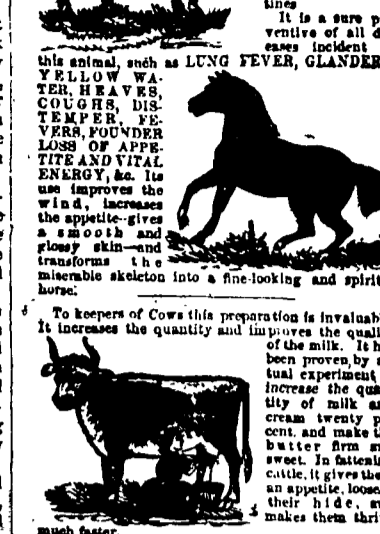 tines
It is a sure p
ventive of all d
eases incident
this animal, such as LUNG FEVER, GLANDER
YELLOW WA-
TER, HEAVES,
COUGHS, DIS-
TEMPER, FE-
VERS, FOUNDER
LOSS OF APPE-
TITE AND VITAL
ENERGY, &c. Its
use improves the
wind, increases
the appetite--gives
a smooth and
glossy skin—and
transforms the
miserable skeleton into a fine-looking and spirit
horse.
To keepers of Cows this preparation is invaluab
It increases the quantity and improves the quali
of the milk. It h
been proven, by a
tual experiment
increase the qua
tity of milk a
cream twenty p
cent. and make t
butter firm a
sweet. In fatteni
cattle, it gives the
an appetite, loose
their hide, a
makes them thri
much faster.